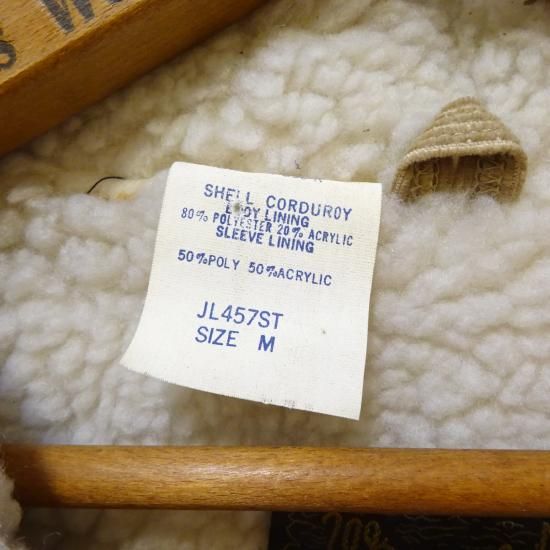 SHELL CORDUROY
BODY LINING
80% POLYESTER 20% ACRYLIC
SLEEVE LINING
50%POLY 50%ACRYLIC
JL457ST
SIZE M